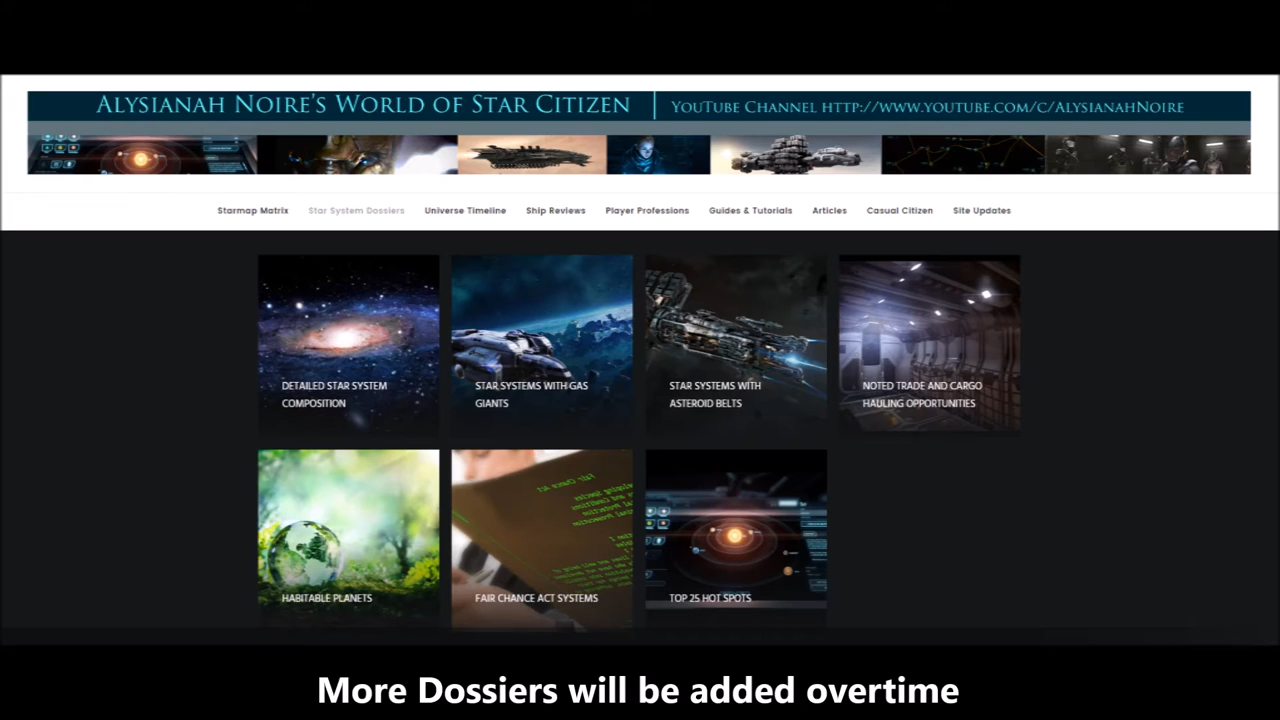 ALYSIANAH NOIRE'S WORLD OF STAR CITIZEN | YOUTUBE CHANNEL HTTP://WWW.YOUTUBE.COM/C/ALYSIANAHNOIRE
Starmap Matrix Star System Dossiers Universe Timeline Ship Reviews Player Professions Guides & Tutorials Articles Casual Citizen Site Updates
DETAILED STAR SYSTEM
COMPOSITION
STAR SYSTEMS WITH GAS
GIANTS
STAR SYSTEMS WITH
ASTEROID BELTS
NOTED TRADE AND CARGO
HAULING OPPORTUNITIES
HABITABLE PLANETS
Fair Chance Act
FAIR CHANCE ACT SYSTEMS
TOP 25 HOT SPOTS
More Dossiers will be added overtime